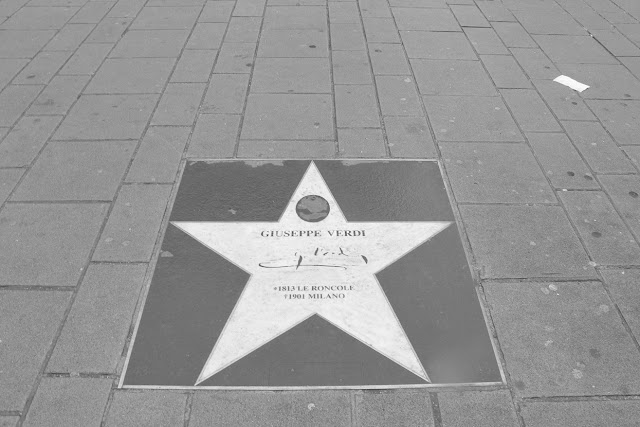 GIUSEPPE VERDI
*1813 LE RONCOLE
†1901 MILANO